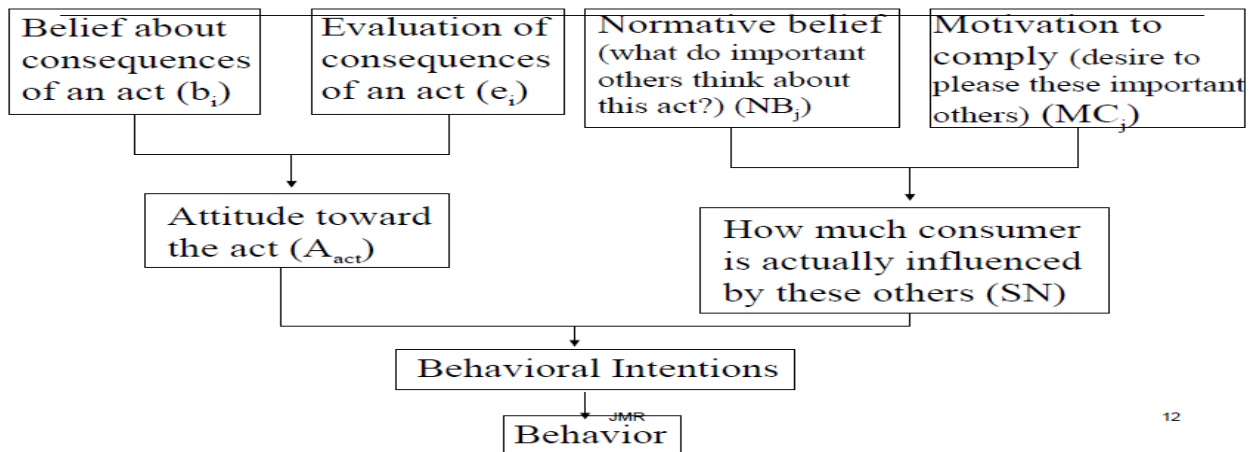 Belief about
consequences
of an act (bi)
Evaluation of
consequences
of an act (ei)
Normative belief
(what do important
others think about
this act?) (NBj)
Motivation to
comply (desire to
please these important
others) (MCj)
Attitude toward
the act (Aact)
How much consumer
is actually influenced
by these others (SN)
Behavioral Intentions
JMR
12
Behavior